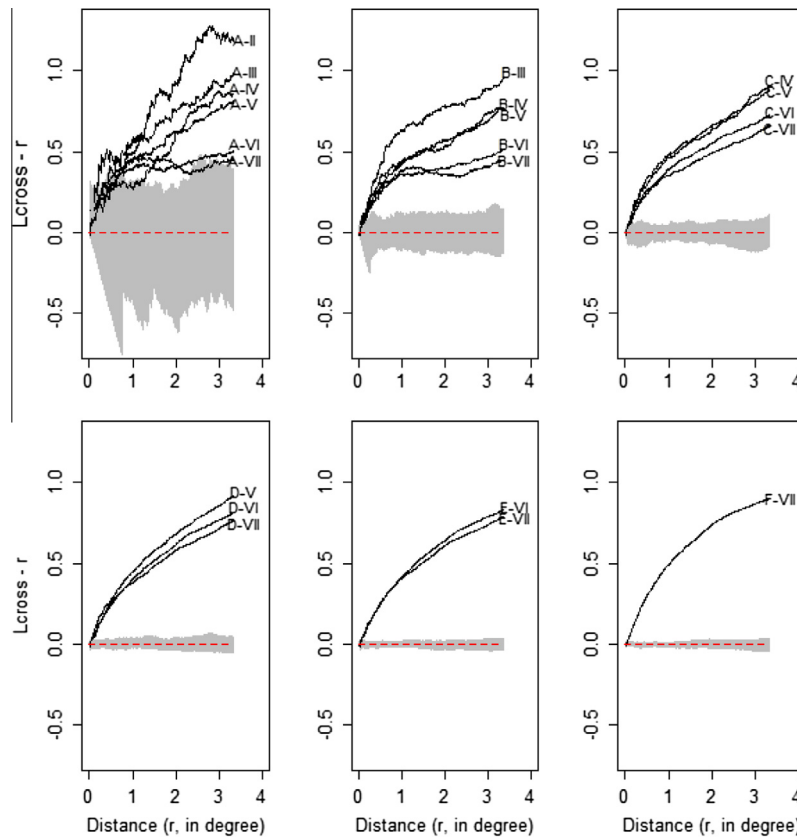 Lcross - r
1.0
0.5
0.0
-0.5
A-II
A-III
A-IV
A-V
A-VI
A-VII
0 1 2 3 4
1.0
0.5
0.0
-0.5
B-III
B-IV
B-V
B-VI
B-VII
0 1 2 3 4
1.0
0.5
0.0
-0.5
C-IV
C-V
C-VI
C-VII
0 1 2 3 4
Lcross - r
1.0
0.5
0.0
-0.5
D-V
D-VI
D-VII
0 1 2 3 4
Distance (r, in degree)
1.0
0.5
0.0
-0.5
E-VI
E-VII
0 1 2 3 4
Distance (r, in degree)
1.0
0.5
0.0
-0.5
F-VII
0 1 2 3 4
Distance (r, in degree)